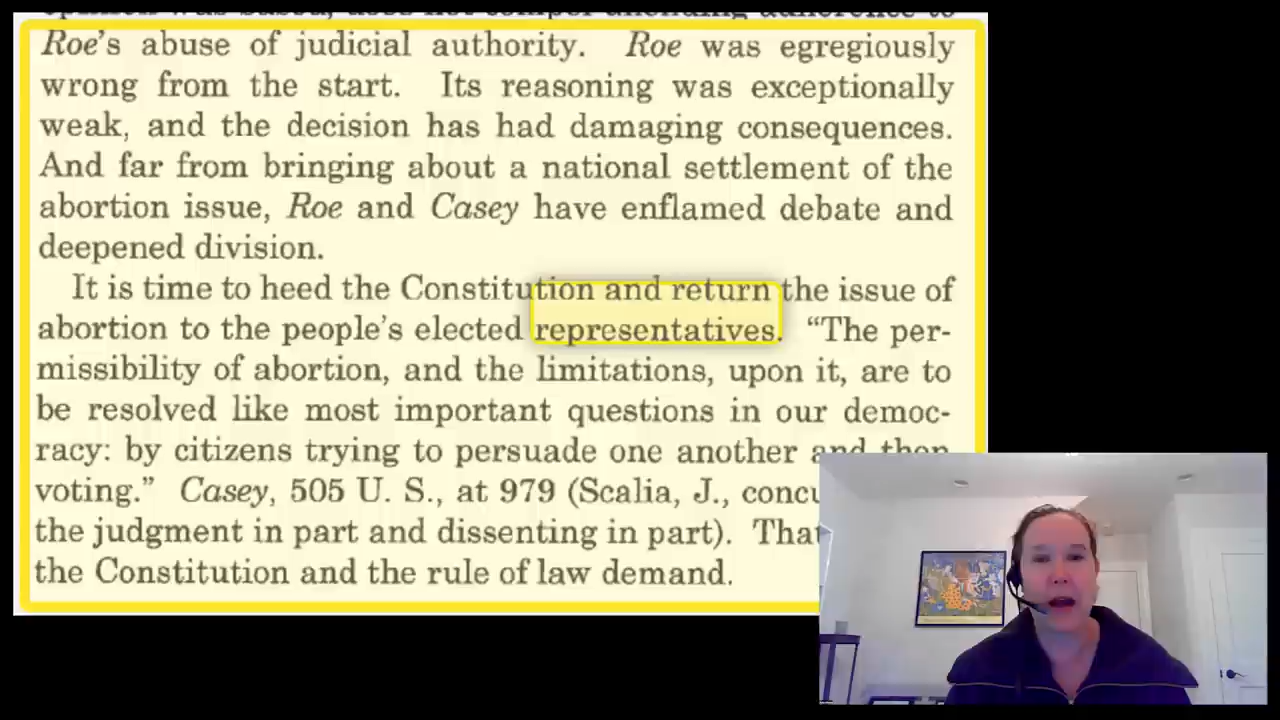 Roe's abuse of judicial authority. Roe was egregiously
wrong from the start. Its reasoning was exceptionally
weak, and the decision has had damaging consequences.
And far from bringing about a national settlement of the
abortion issue, Roe and Casey have enflamed debate and
deepened division.
It is time to heed the Constitution and return the issue of
abortion to the people's elected representatives. “The per-
missibility of abortion, and the limitations, upon it, are to
be resolved like most important questions in our democ-
racy: by citizens trying to persuade one another and then
voting.” Casey, 505 U. S., at 979 (Scalia, J., concu
the judgment in part and dissenting in part). That
the Constitution and the rule of law demand.